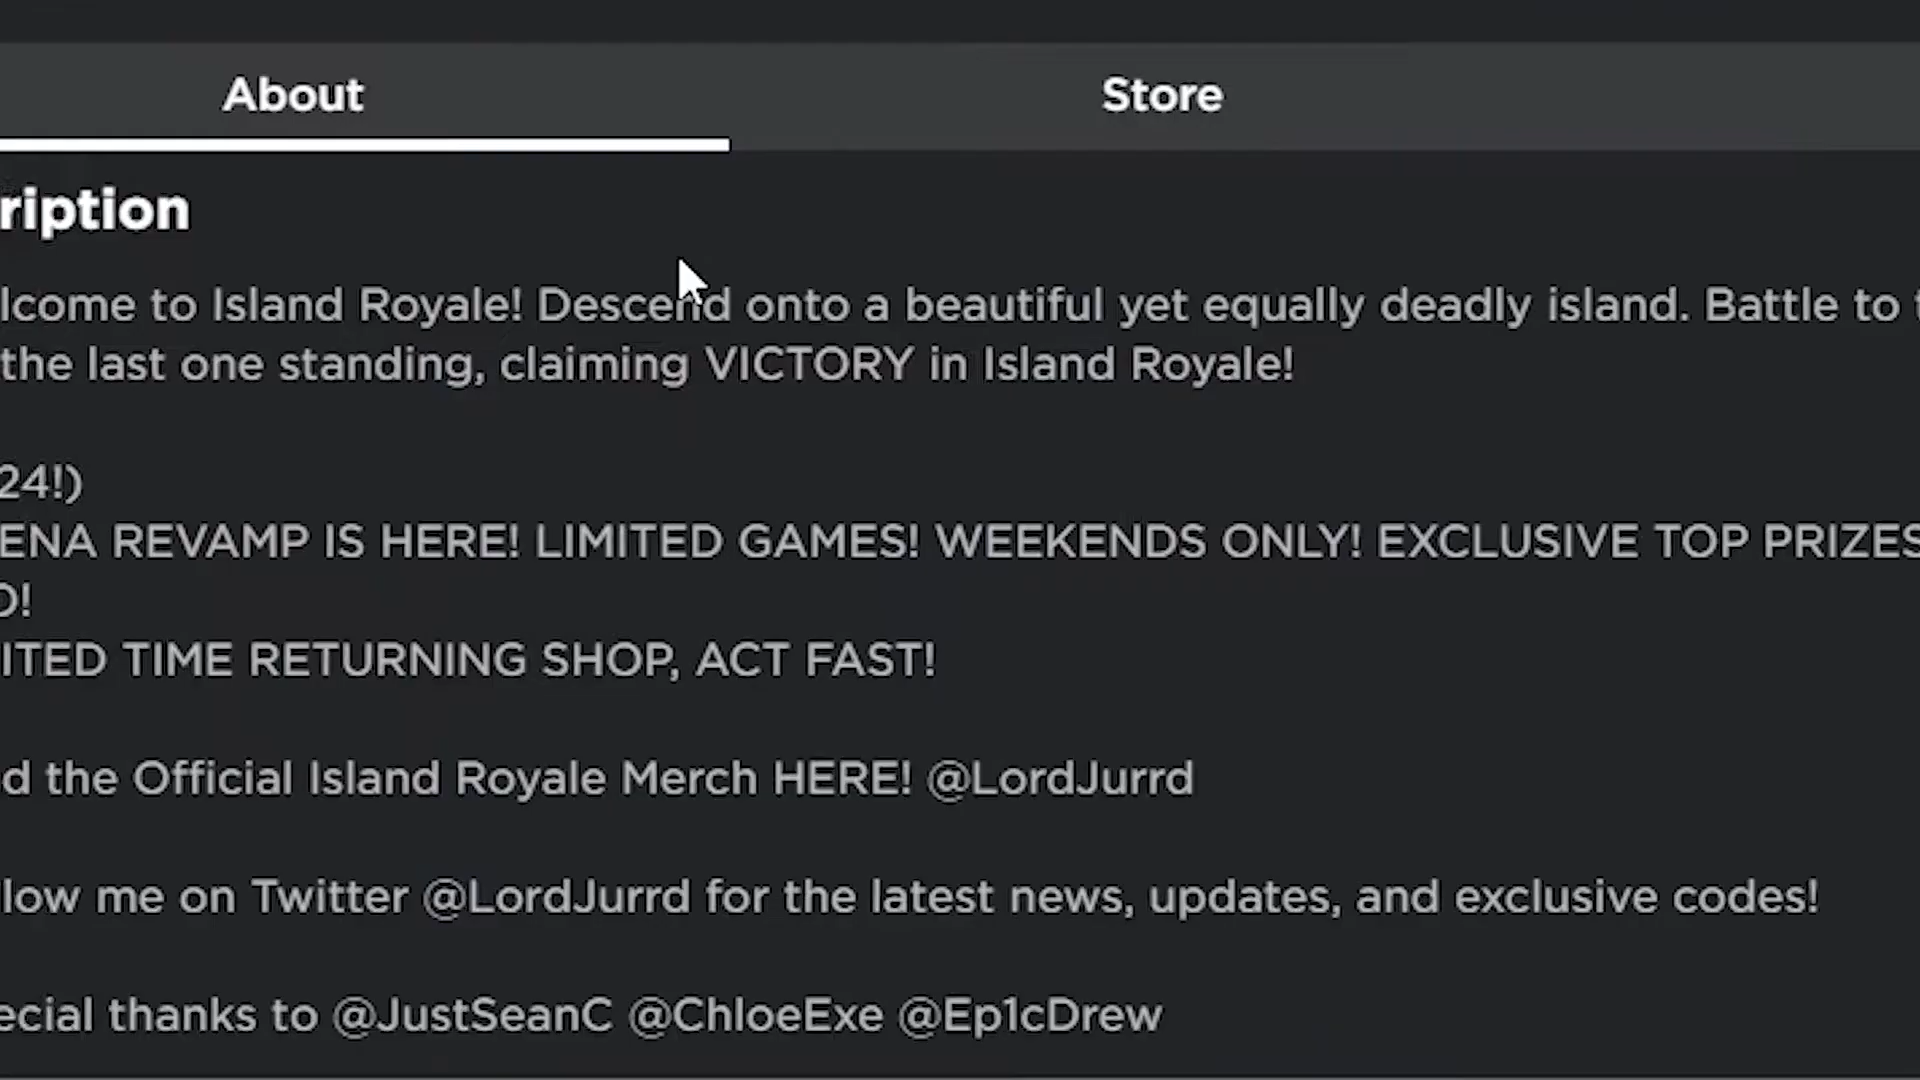 About Store
ription
lcome to Island Royale! Descend onto a beautiful yet equally deadly island. Battle to
the last one standing, claiming VICTORY in Island Royale!
24!)
ENA REVAMP IS HERE! LIMITED GAMES! WEEKENDS ONLY! EXCLUSIVE TOP PRIZES
O!
ITED TIME RETURNING SHOP, ACT FAST!
d the Official Island Royale Merch HERE! @LordJurrd
low me on Twitter @LordJurrd for the latest news, updates, and exclusive codes!
ecial thanks to @JustSeanC @ChloeExe @Ep1cDrew